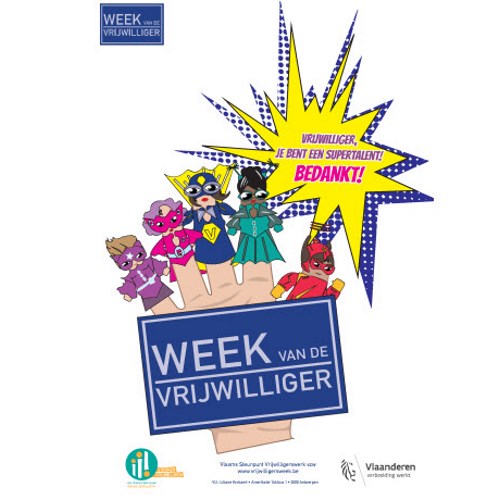 WEEK VAN DE
VRIJWILLIGER
VRIJWILLIGER,
JE BENT EEN SUPERTALENT!
BEDANKT!
V
WEEK VAN DE
VRIJWILLIGER
Vlaams Steunpunt Vrijwilligerswerk vzw
www.vrijwilligersweek.be
Vlaanderen
verbeelding werkt